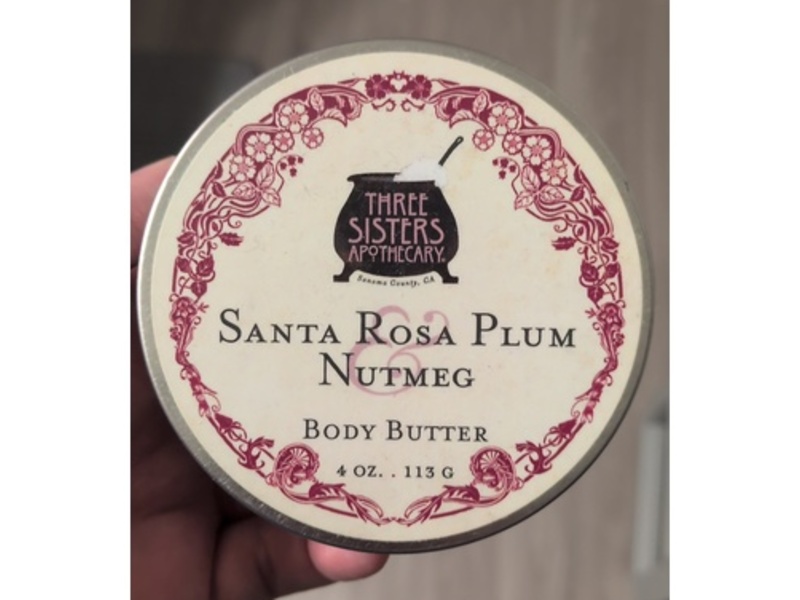 THREE
SISTERS
APOTHECARY
Sonoma County, CA
SANTA ROSA PLUM
&
NUTMEG
BODY BUTTER
4 OZ. . 113 G